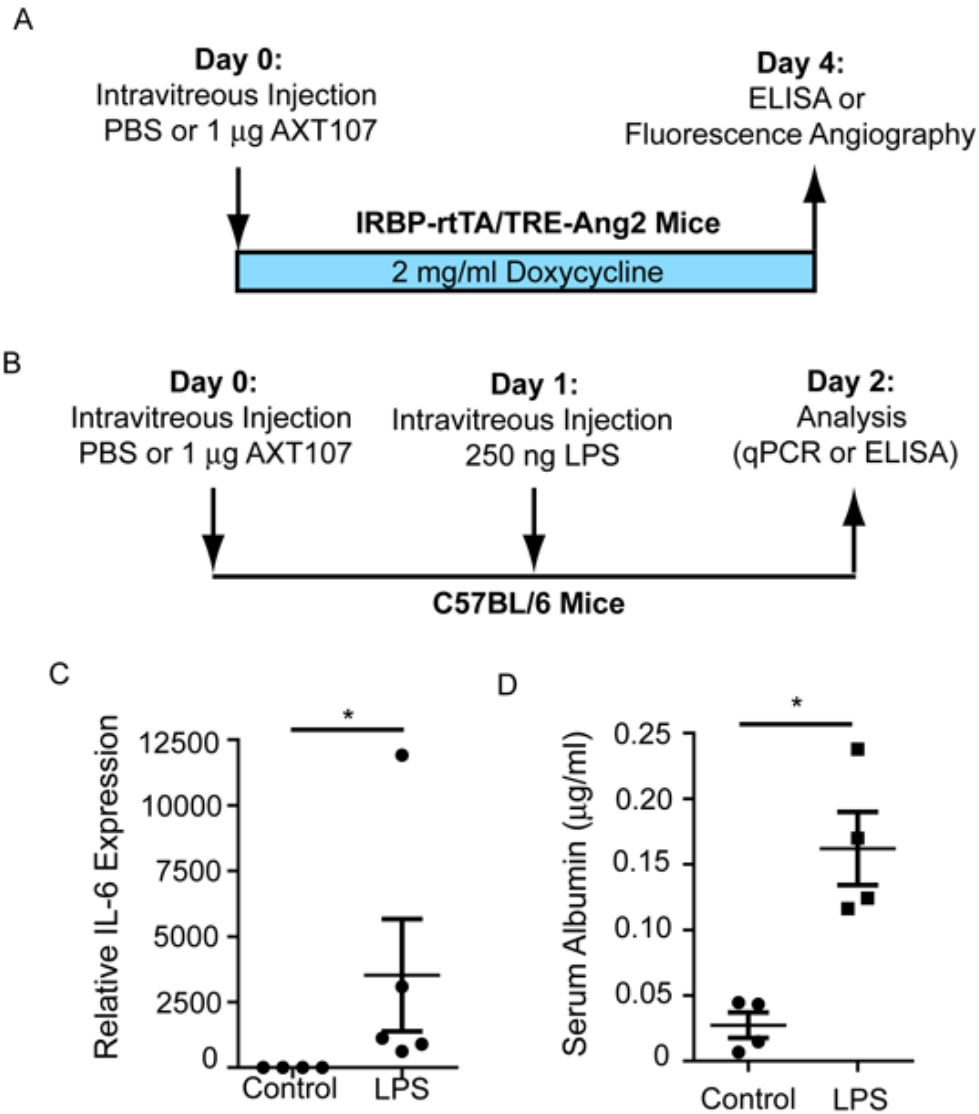 A
Day 0:
Intravitreous Injection
PBS or 1 μg AXT107
Day 4:
ELISA or
Fluorescence Angiography
IRBP-rtTA/TRE-Ang2 Mice
2 mg/ml Doxycycline
B
Day 0:
Intravitreous Injection
PBS or 1 μg AXT107
Day 1:
Intravitreous Injection
250 ng LPS
Day 2:
Analysis
(qPCR or ELISA)
C57BL/6 Mice
C
*
Relative IL-6 Expression
12500
10000
7500
5000
2500
0
Control LPS
D
*
Serum Albumin (μg/ml)
0.25
0.20
0.15
0.10
0.05
0
Control LPS